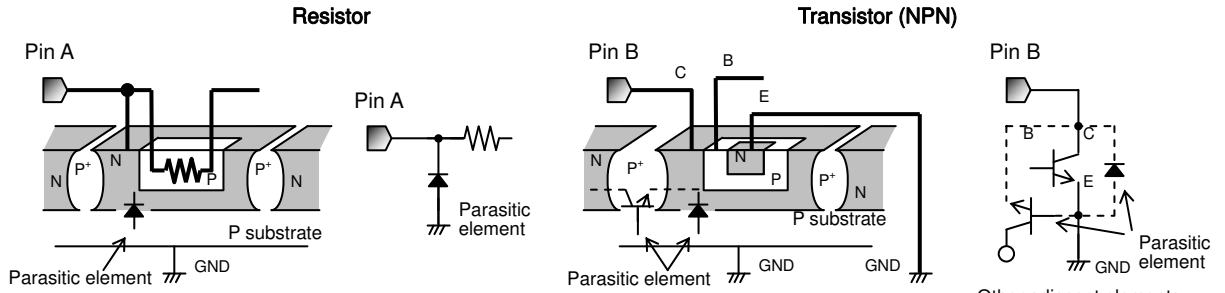 Resistor
Transistor (NPN)
Pin A
Pin A
N
P+
N
P
P+
N
Parasitic
element
P substrate
Parasitic element
GND
Pin B
C
B
E
N
P+
N
P
P+
N
P substrate
Parasitic element
GND
GND
Pin B
B
C
E
Parasitic
element
GND